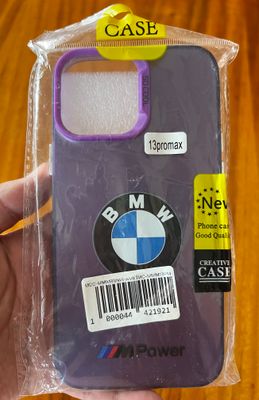 CASE
13promax
New
Phone case
Good Quality
BMW
CREATIVE
CASE
1 000044 421921
M Power